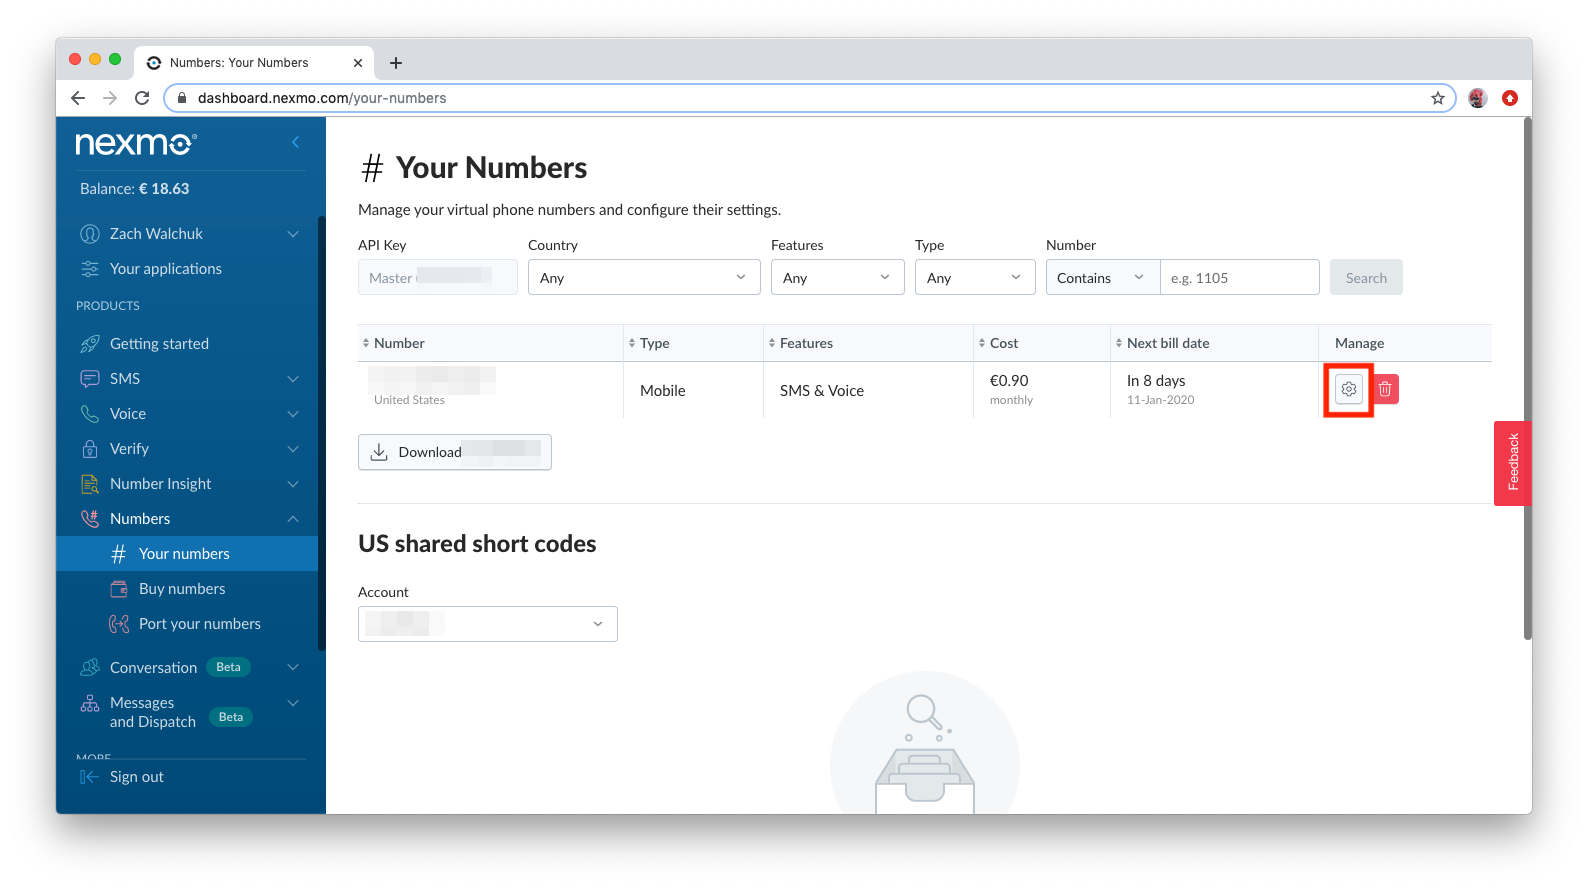 Numbers: Your Numbers
dashboard.nexmo.com/your-numbers
nexmo®
Balance: € 18.63
Zach Walchuk
Your applications
PRODUCTS
Getting started
SMS
Voice
Verify
Number Insight
Numbers
Your numbers
Buy numbers
Port your numbers
Conversation Beta
Messages
and Dispatch Beta
MORE
Sign out
# Your Numbers
Manage your virtual phone numbers and configure their settings.
API Key Country Features Type Number
Master Any Any Any Contains e.g. 1105 Search
Number Type Features Cost Next bill date Manage
Mobile SMS & Voice €0.90 In 8 days
United States monthly 11-Jan-2020
Download
Feedback
US shared short codes
Account